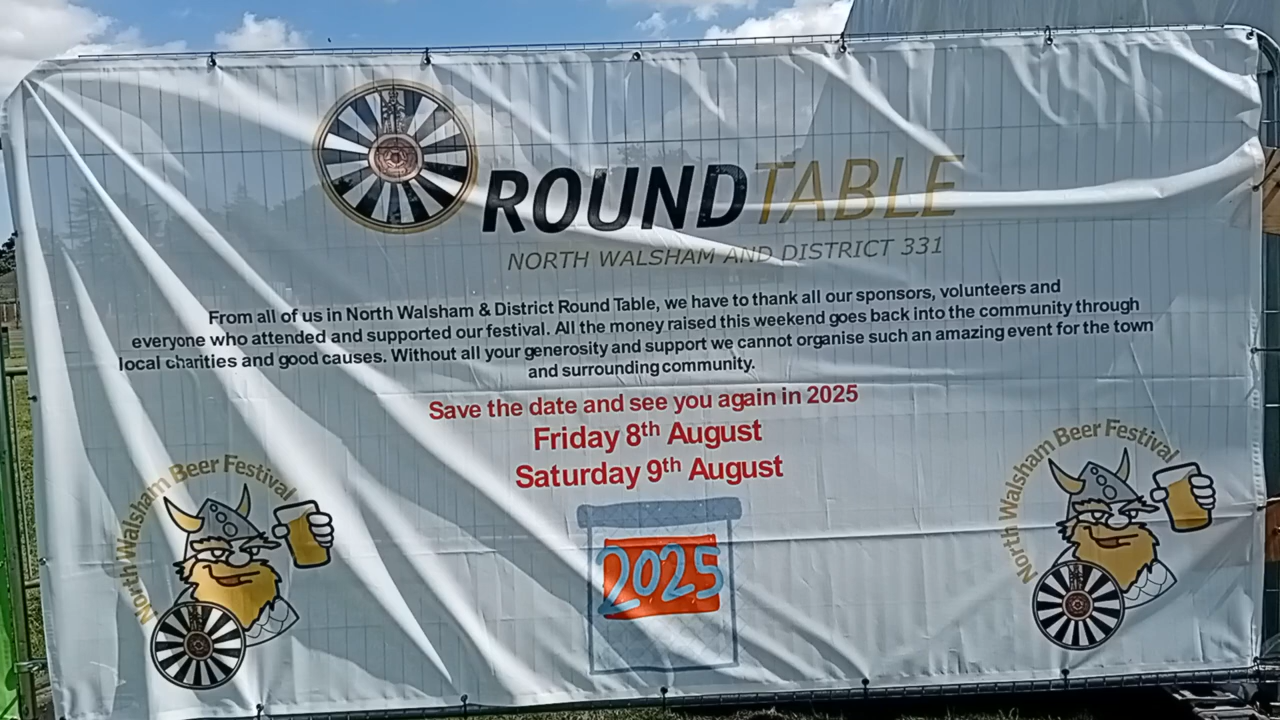 ROUNDTABLE
NORTH WALSHAM AND DISTRICT 331
From all of us in North Walsham & District Round Table, we have to thank all our sponsors, volunteers and
everyone who attended and supported our festival. All the money raised this weekend goes back into the community through
local charities and good causes. Without all your generosity and support we cannot organise such an amazing event for the town
and surrounding community.
Save the date and see you again in 2025
Friday 8th August
Saturday 9th August
North Walsham Beer Festival
2025
North Walsham Beer Festival